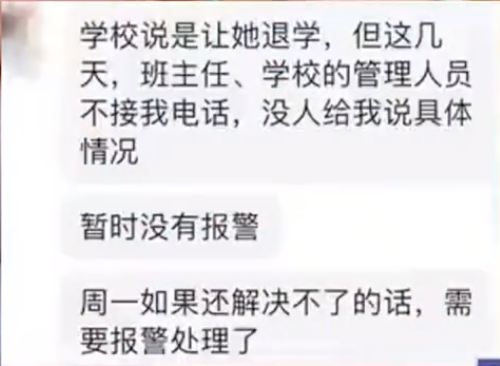 学校说是让她退学，但这几
天，班主任、学校的管理人员
不接我电话，没人给我说具体
情况
暂时没有报警
周一如果还解决不了的话，需
要报警处理了